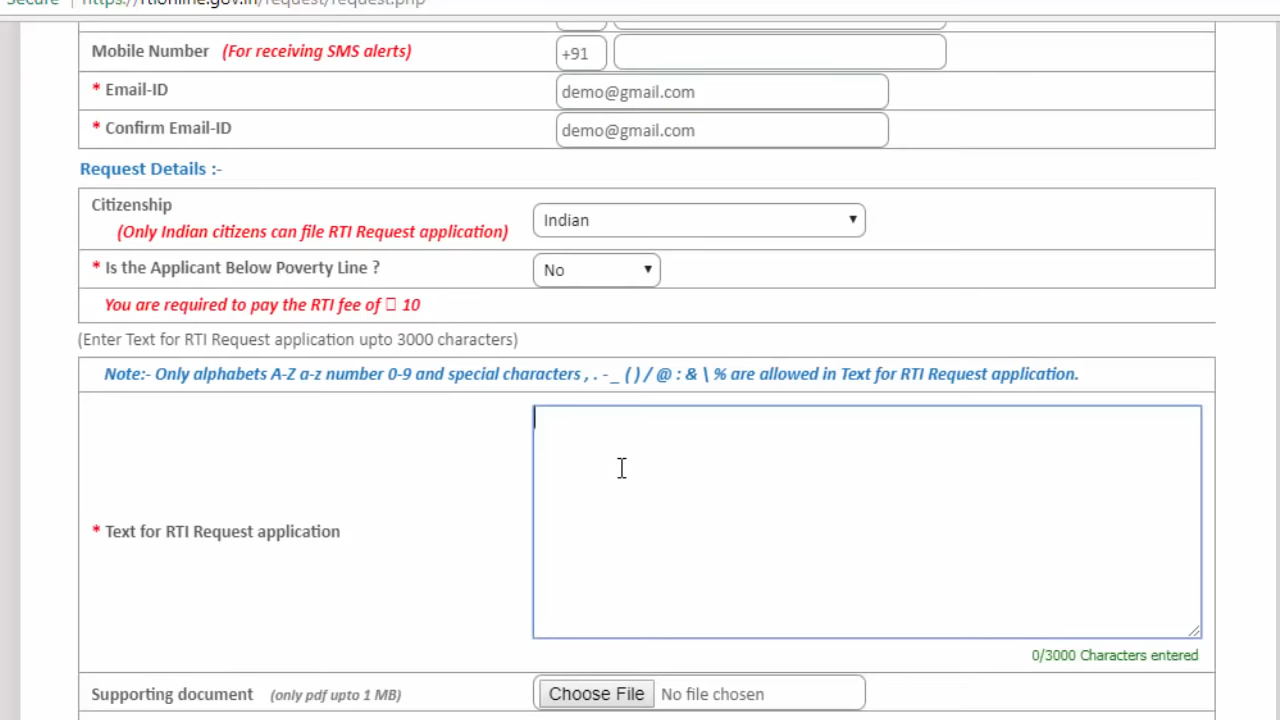 Secure | https://rtionline.gov.in/request/request.php
Mobile Number (For receiving SMS alerts) +91
* Email-ID demo@gmail.com
* Confirm Email-ID demo@gmail.com
Request Details :-
Citizenship
(Only Indian citizens can file RTI Request application) Indian
* Is the Applicant Below Poverty Line ? No
You are required to pay the RTI fee of □ 10
(Enter Text for RTI Request application upto 3000 characters)
Note:- Only alphabets A-Z a-z number 0-9 and special characters , . - _ ( ) / @ : & \ % are allowed in Text for RTI Request application.
* Text for RTI Request application
0/3000 Characters entered
Supporting document (only pdf upto 1 MB) Choose File No file chosen